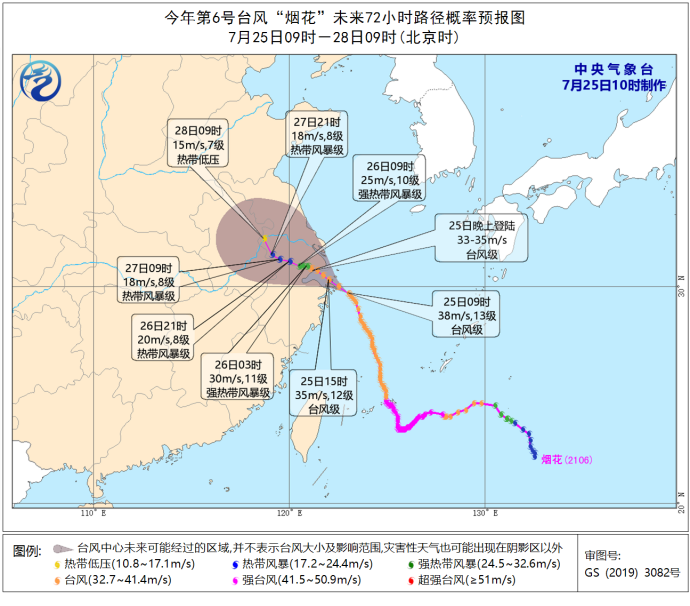 今年第6号台风“烟花”未来72小时路径概率预报图
7月25日09时－28日09时(北京时)
中央气象台
7月25日10时制作
28日09时
15m/s,7级
热带低压
27日21时
18m/s,8级
热带风暴级
26日09时
25m/s,10级
强热带风暴级
25日晚上登陆
33-35m/s
台风级
27日09时
18m/s,8级
热带风暴级
25日09时
38m/s,13级
台风级
26日21时
20m/s,8级
热带风暴级
26日03时
30m/s,11级
强热带风暴级
25日15时
35m/s,12级
台风级
30° N
烟花(2106)
110° E
120° E
130° E
20° N
图例:
台风中心未来可能经过的区域,并不表示台风大小及影响范围,灾害性天气也可能出现在阴影区以外
热带低压(10.8~17.1m/s)
热带风暴(17.2~24.4m/s)
强热带风暴(24.5~32.6m/s)
台风(32.7~41.4m/s)
强台风(41.5~50.9m/s)
超强台风(≥51m/s)
审图号:
GS (2019) 3082号